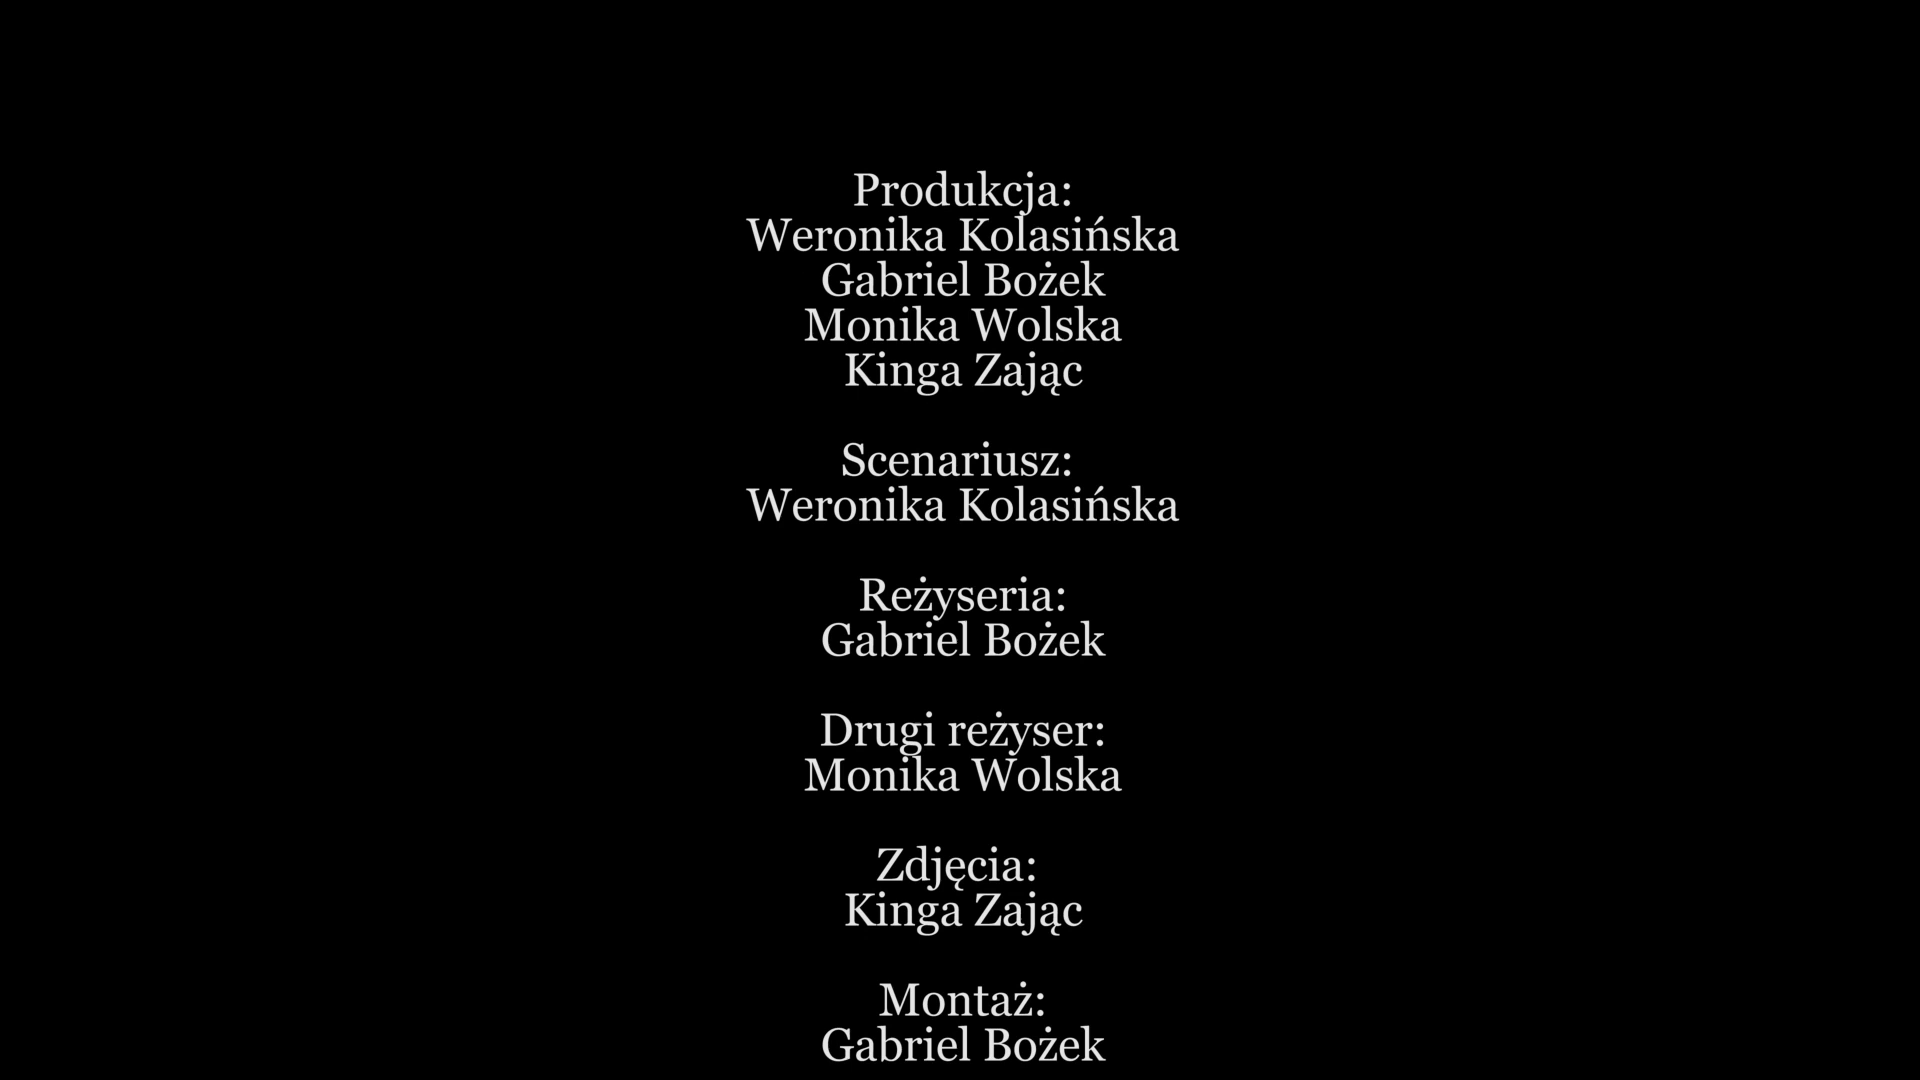 Produkcja:
Weronika Kolasińska
Gabriel Bożek
Monika Wolska
Kinga Zając
Scenariusz:
Weronika Kolasińska
Reżyseria:
Gabriel Bożek
Drugi reżyser:
Monika Wolska
Zdjęcia:
Kinga Zając
Montaż:
Gabriel Bożek